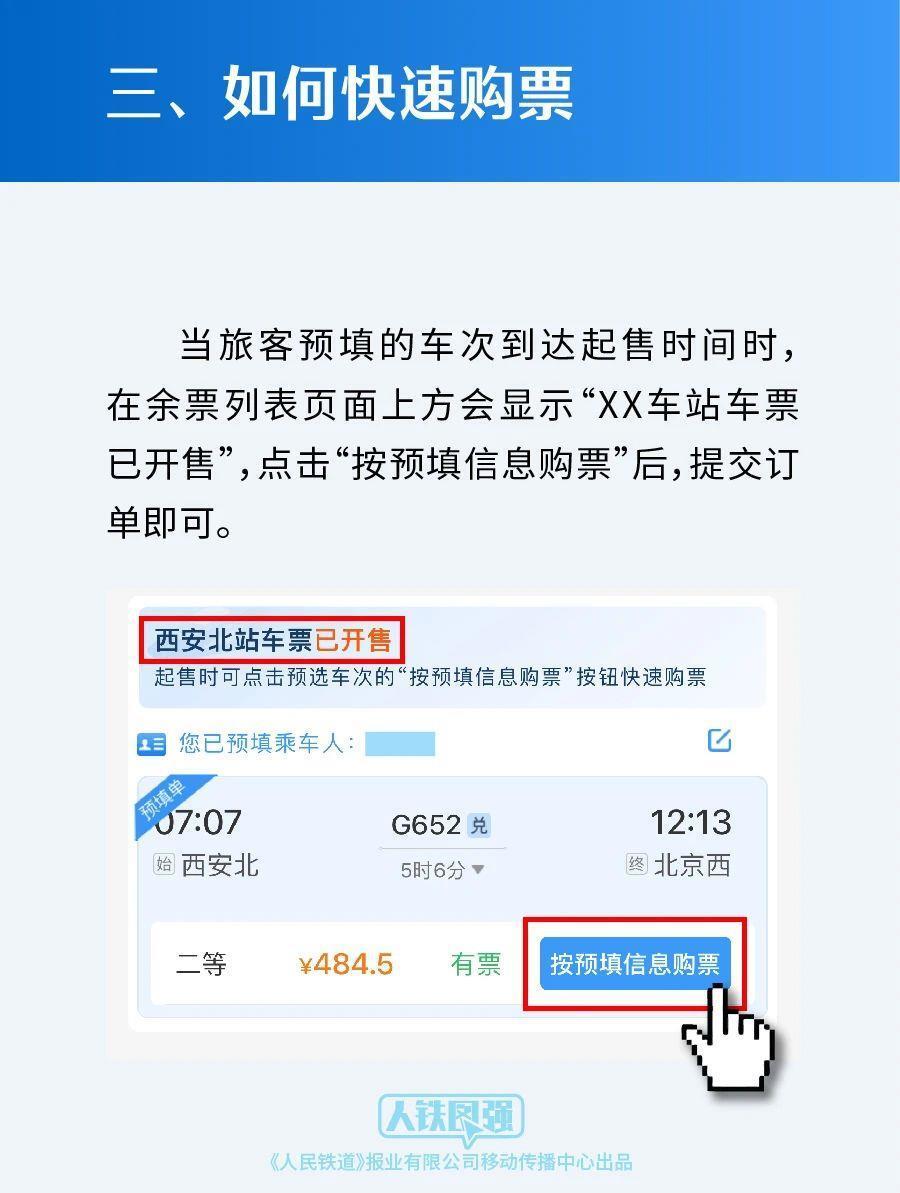 三、如何快速购票
当旅客预填的车次到达起售时间时，
在余票列表页面上方会显示“XX车站车票
已开售”，点击“按预填信息购票”后，提交订
单即可。
西安北站车票已开售
起售时可点击预选车次的“按预填信息购票”按钮快速购票
您已预填乘车人：
预填单
07:07 G652 兑 12:13
始 西安北 5时6分 终 北京西
二等 ¥484.5 有票 按预填信息购票
人铁图强
《人民铁道》报业有限公司移动传播中心出品